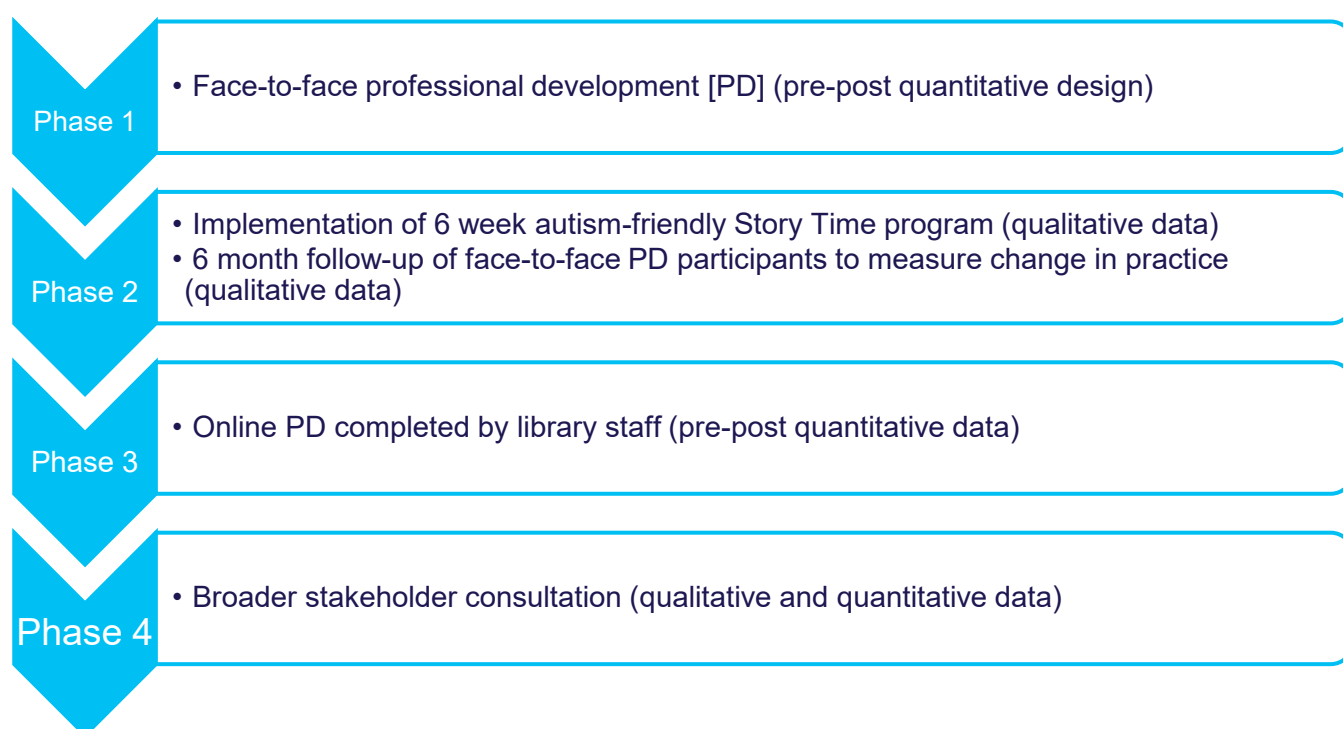 Phase 1
• Face-to-face professional development [PD] (pre-post quantitative design)
Phase 2
• Implementation of 6 week autism-friendly Story Time program (qualitative data)
• 6 month follow-up of face-to-face PD participants to measure change in practice
(qualitative data)
Phase 3
• Online PD completed by library staff (pre-post quantitative data)
Phase 4
• Broader stakeholder consultation (qualitative and quantitative data)